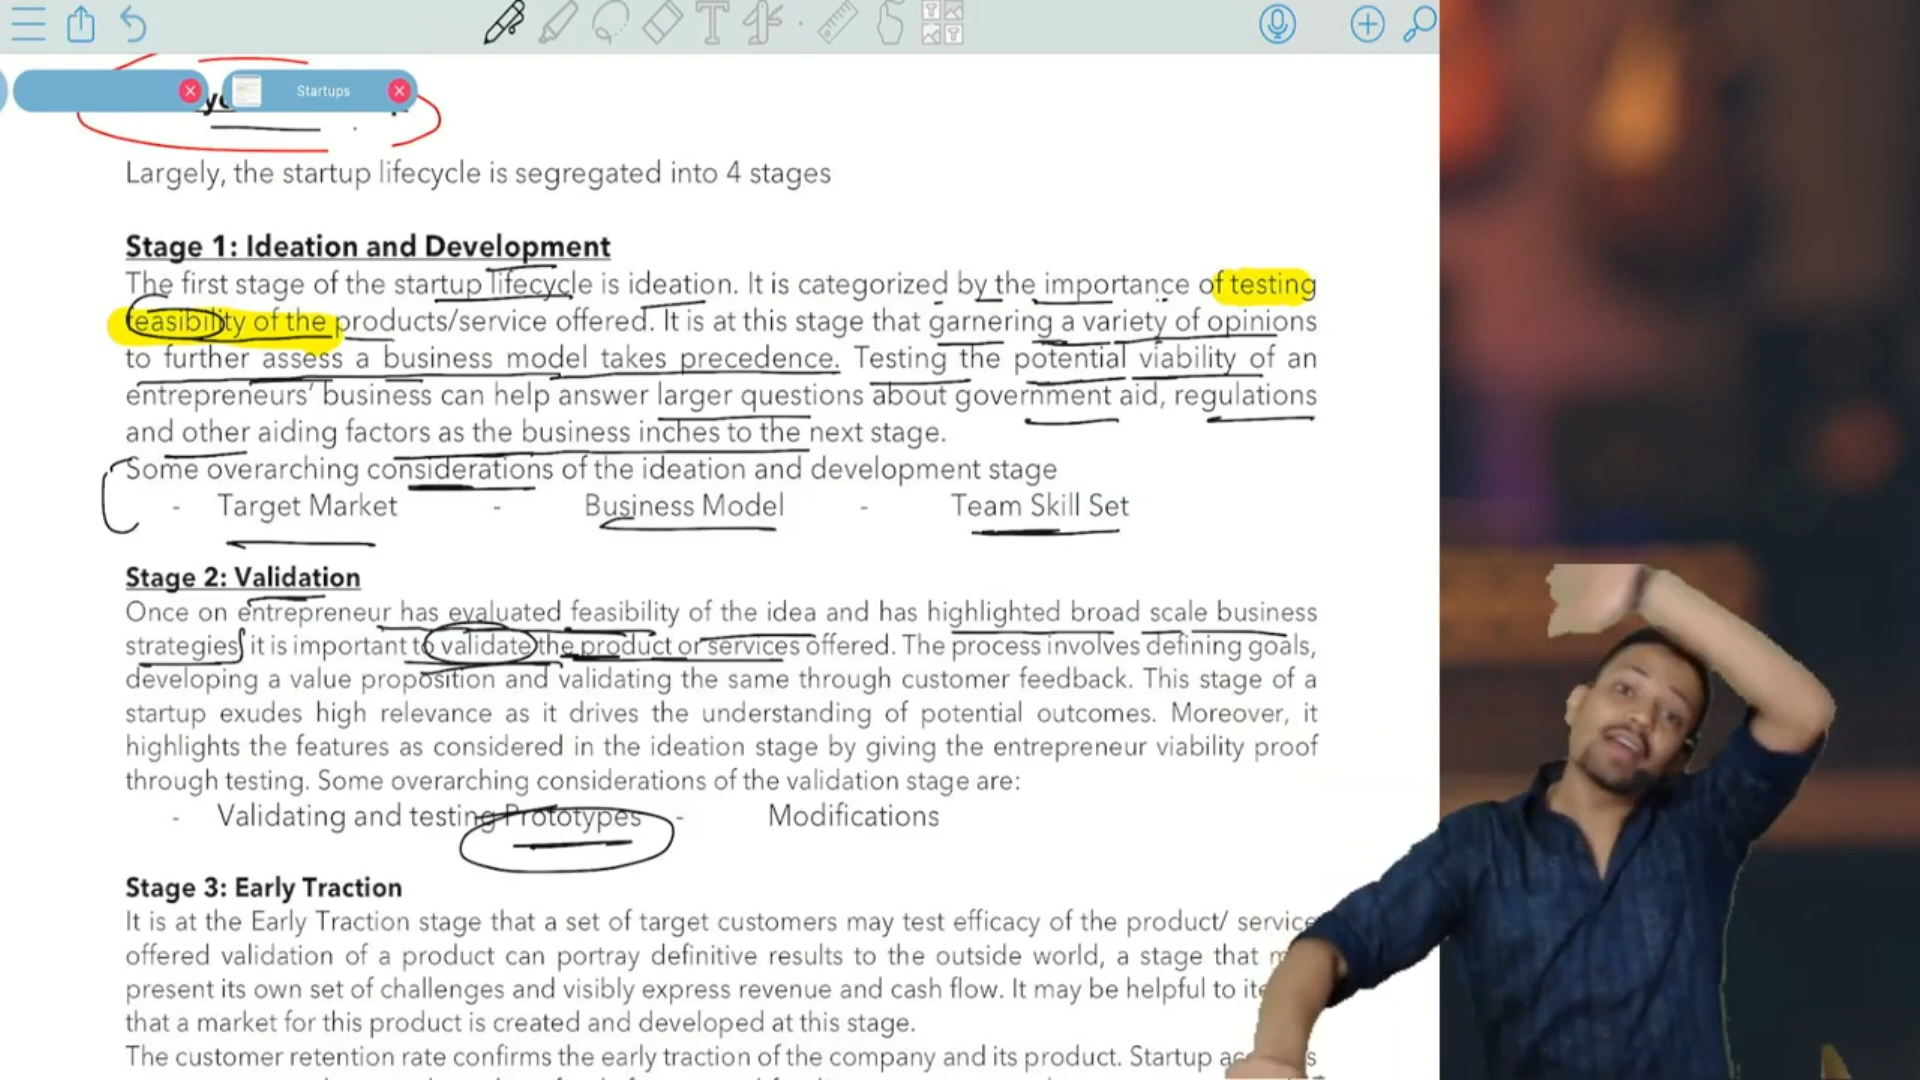 Startups
Largely, the startup lifecycle is segregated into 4 stages
Stage 1: Ideation and Development
The first stage of the startup lifecycle is ideation. It is categorized by the importance of testing
feasibility of the products/service offered. It is at this stage that garnering a variety of opinions
to further assess a business model takes precedence. Testing the potential viability of an
entrepreneurs' business can help answer larger questions about government aid, regulations
and other aiding factors as the business inches to the next stage.
Some overarching considerations of the ideation and development stage
- Target Market - Business Model - Team Skill Set
Stage 2: Validation
Once on entrepreneur has evaluated feasibility of the idea and has highlighted broad scale business
strategies it is important to validate the product or services offered. The process involves defining goals,
developing a value proposition and validating the same through customer feedback. This stage of a
startup exudes high relevance as it drives the understanding of potential outcomes. Moreover, it
highlights the features as considered in the ideation stage by giving the entrepreneur viability proof
through testing. Some overarching considerations of the validation stage are:
- Validating and testing Prototypes - Modifications
Stage 3: Early Traction
It is at the Early Traction stage that a set of target customers may test efficacy of the product/ service
offered validation of a product can portray definitive results to the outside world, a stage that
present its own set of challenges and visibly express revenue and cash flow. It may be helpful to
that a market for this product is created and developed at this stage.
The customer retention rate confirms the early traction of the company and its product. Startup